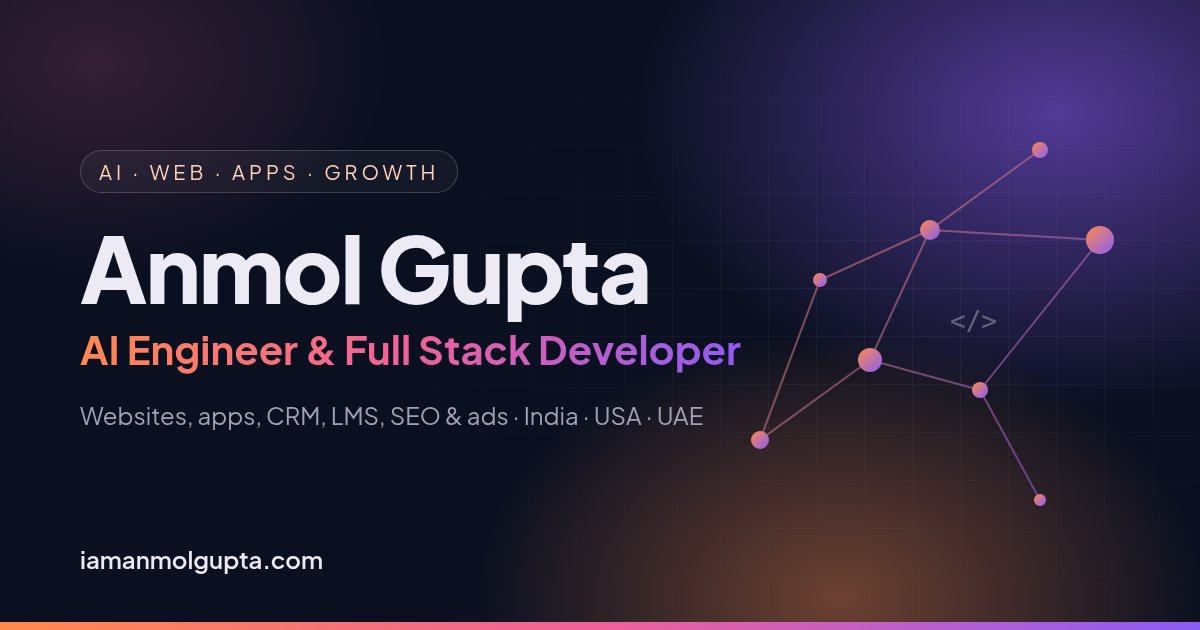 AI · WEB · APPS · GROWTH
Anmol Gupta
AI Engineer & Full Stack Developer
</>
Websites, apps, CRM, LMS, SEO & ads · India · USA · UAE
iamanmolgupta.com